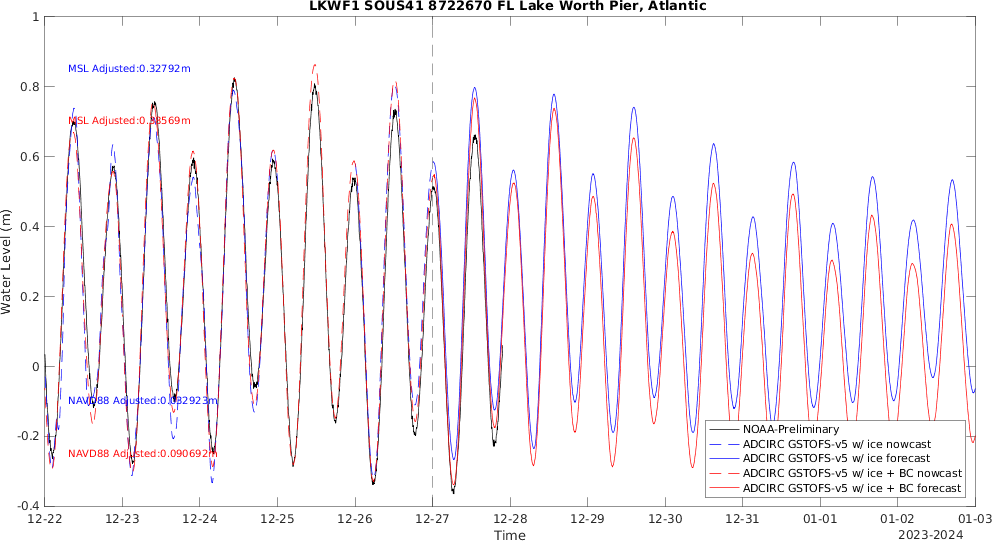 LKWF1 SOUS41 8722670 FL Lake Worth Pier, Atlantic
Water Level (m)
1
0.8
0.6
0.4
0.2
0
-0.2
-0.4
MSL Adjusted:0.32792m
MSL Adjusted:0.38569m
NAVD88 Adjusted:0.032923m
NAVD88 Adjusted:0.090692m
NOAA-Preliminary
ADCIRC GSTOFS-v5 w/ ice nowcast
ADCIRC GSTOFS-v5 w/ ice forecast
ADCIRC GSTOFS-v5 w/ ice + BC nowcast
ADCIRC GSTOFS-v5 w/ ice + BC forecast
12-22 12-23 12-24 12-25 12-26 12-27 12-28 12-29 12-30 12-31 01-01 01-02 01-03
Time
2023-2024